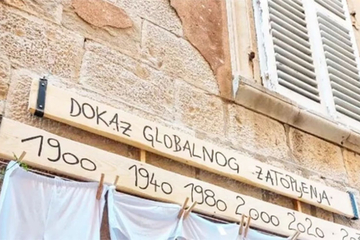 DOKAZ GLOBALNOG ZATOPLJENJA
1900 1940 1980 2000 2020